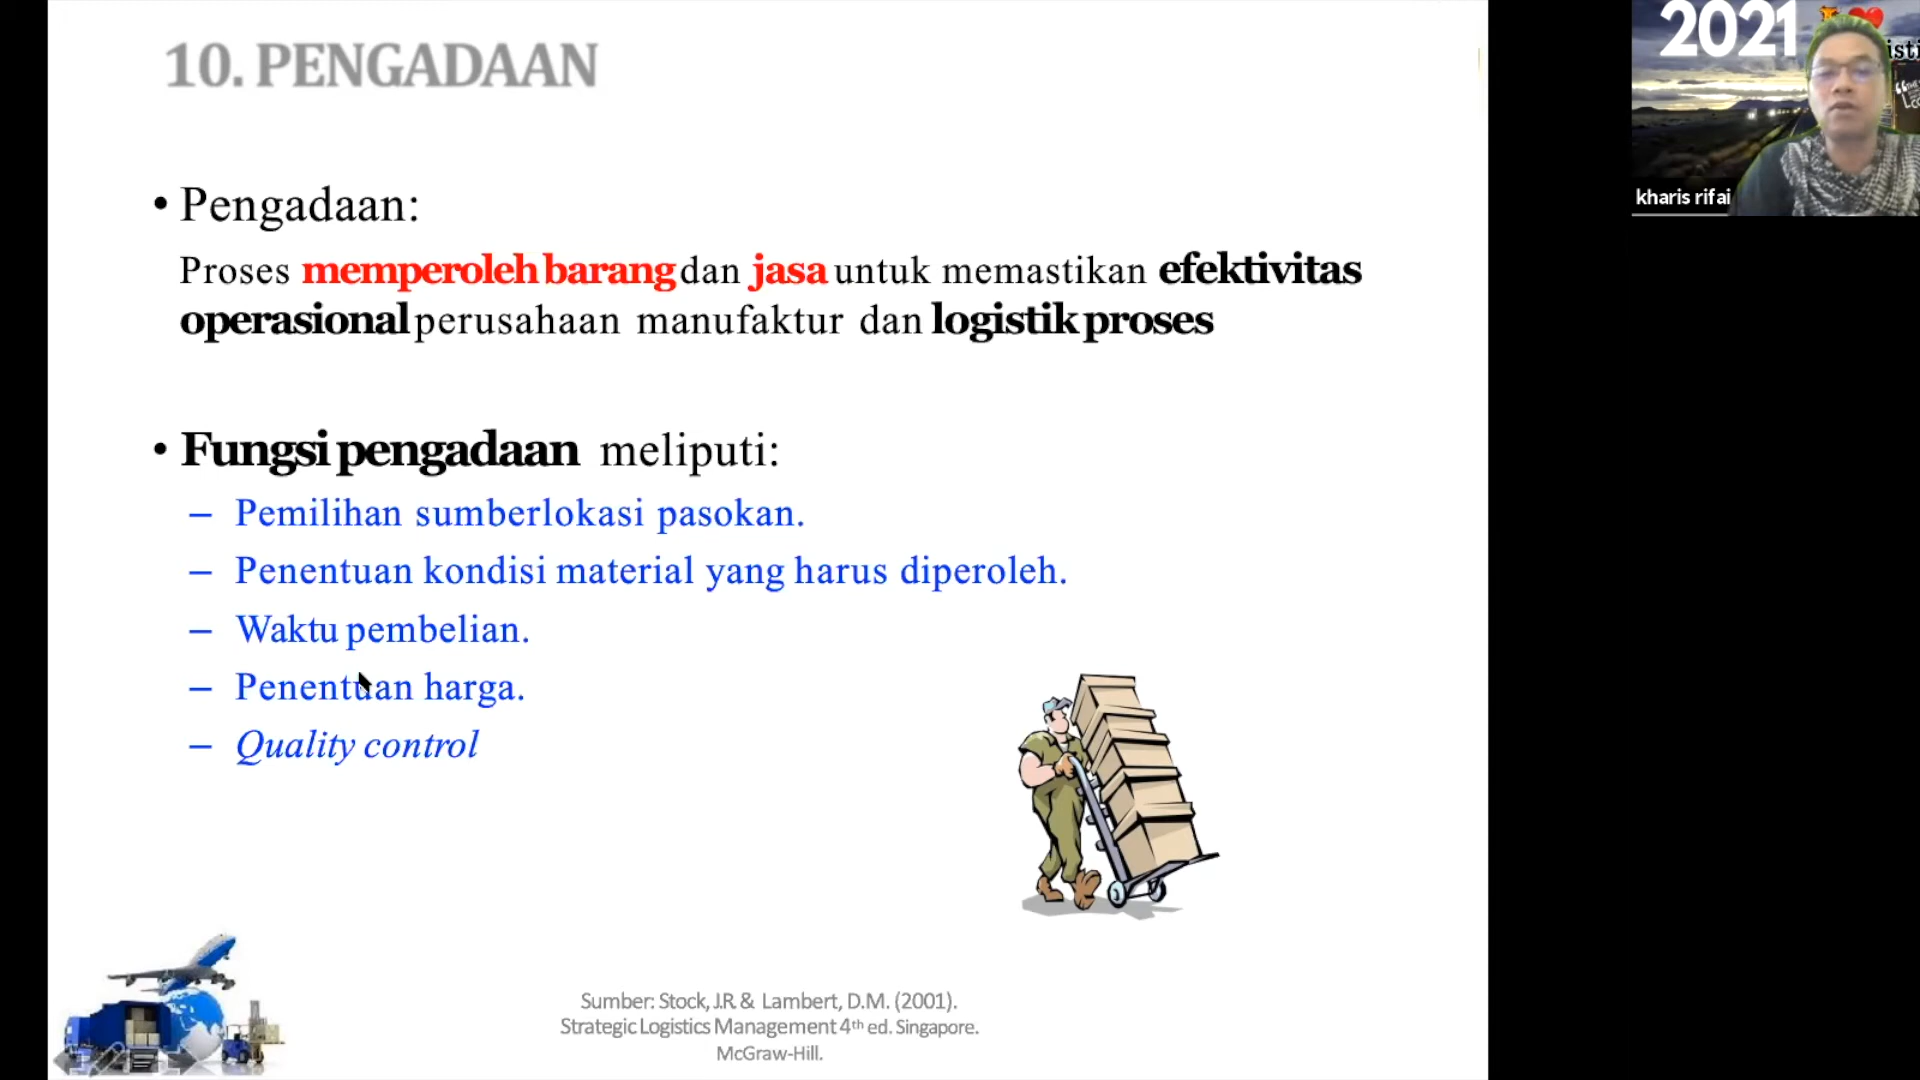 10. PENGADAAN
• Pengadaan:
Proses memperoleh barang dan jasa untuk memastikan efektivitas
operasional perusahaan manufaktur dan logistik proses
• Fungsi pengadaan meliputi:
– Pemilihan sumberlokasi pasokan.
– Penentuan kondisi material yang harus diperoleh.
– Waktu pembelian.
– Penentuan harga.
– Quality control
Sumber: Stock, J.R & Lambert, D.M. (2001).
Strategic Logistics Management 4th ed. Singapore.
McGraw-Hill.
2021
isti
kharis rifai